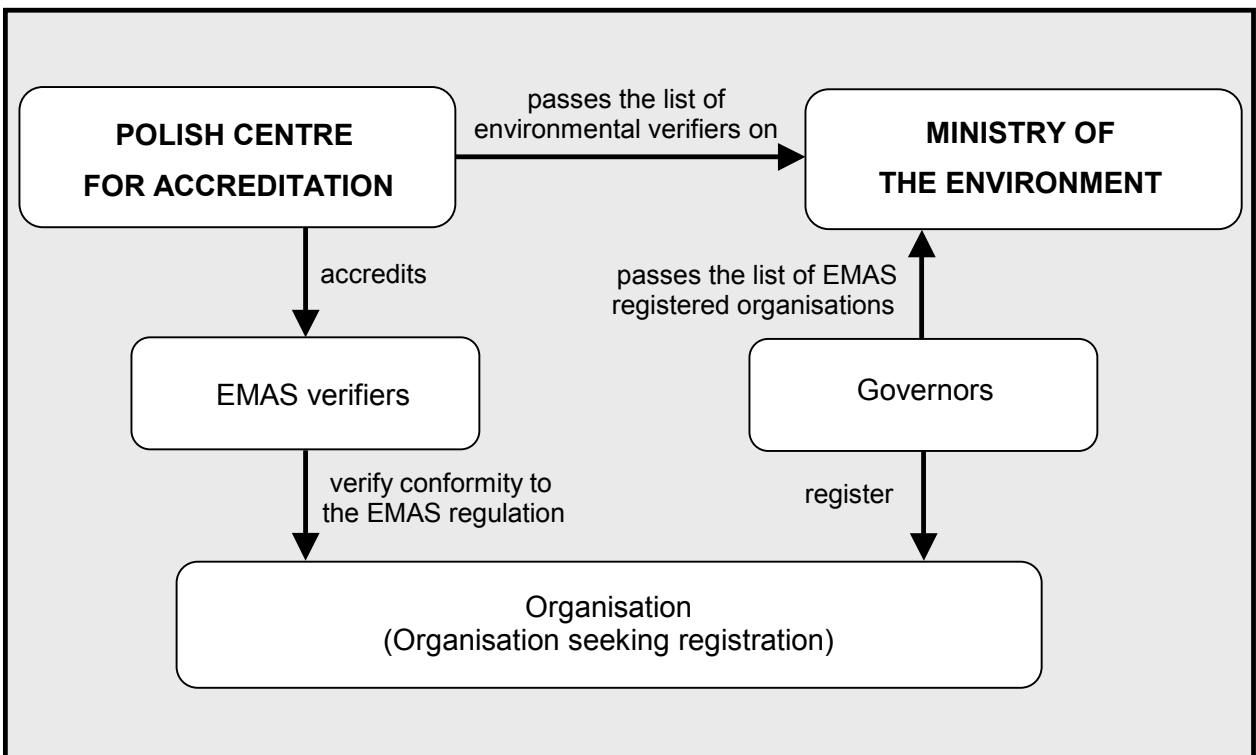 POLISH CENTRE
FOR ACCREDITATION
passes the list of
environmental verifiers on
MINISTRY OF
THE ENVIRONMENT
accredits
passes the list of EMAS
registered organisations
EMAS verifiers
Governors
verify conformity to
the EMAS regulation
register
Organisation
(Organisation seeking registration)